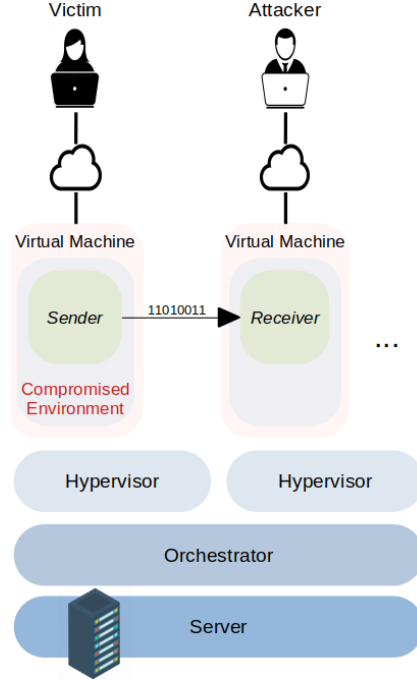 Victim
Attacker
Virtual Machine
Virtual Machine
Sender
11010011
Receiver
...
Compromised
Environment
Hypervisor
Hypervisor
Orchestrator
Server